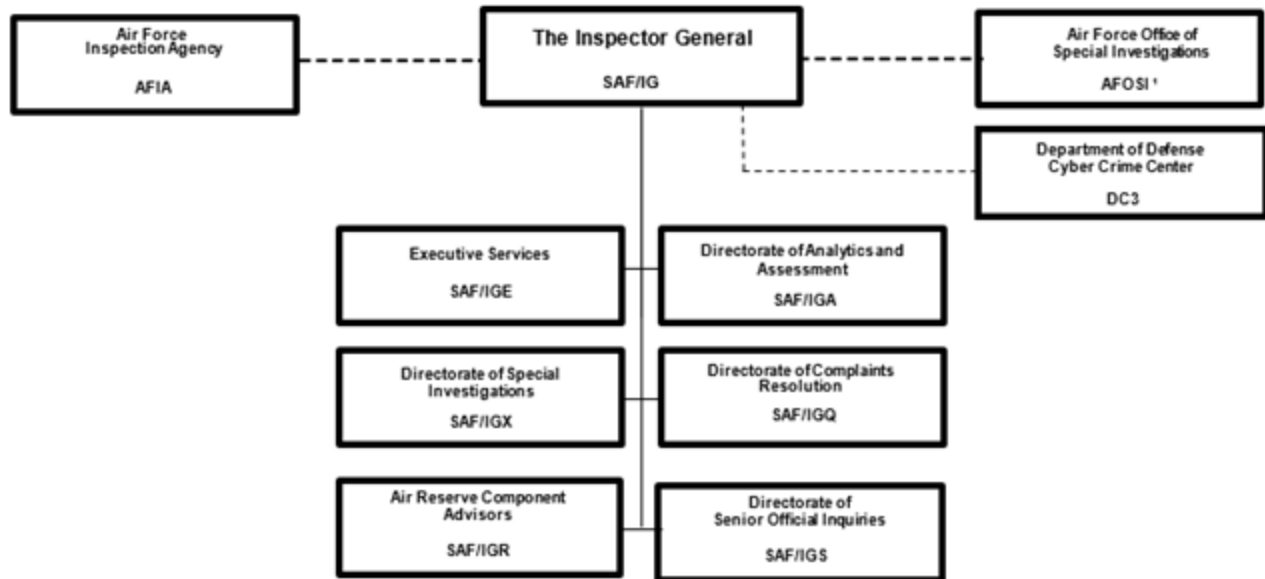 Air Force
Inspection Agency
AFIA
The Inspector General
SAF/IG
Air Force Office of
Special Investigations
AFOSI ¹
Department of Defense
Cyber Crime Center
DC3
Executive Services
SAF/IGE
Directorate of Analytics and
Assessment
SAF/IGA
Directorate of Special
Investigations
SAF/IGX
Directorate of Complaints
Resolution
SAF/IGQ
Air Reserve Component
Advisors
SAF/IGR
Directorate of
Senior Official Inquiries
SAF/IGS